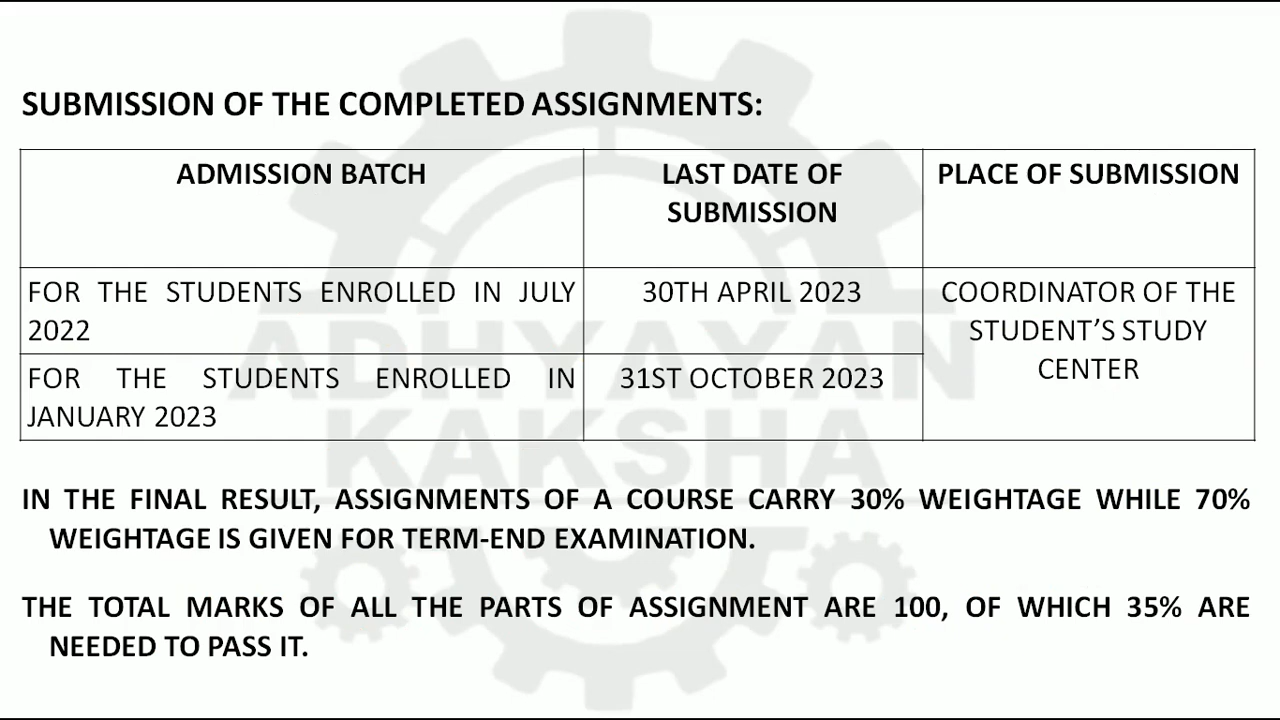 SUBMISSION OF THE COMPLETED ASSIGNMENTS:
ADMISSION BATCH
LAST DATE OF
SUBMISSION
PLACE OF SUBMISSION
FOR THE STUDENTS ENROLLED IN JULY
2022
30TH APRIL 2023
COORDINATOR OF THE
STUDENT’S STUDY
CENTER
FOR THE STUDENTS ENROLLED IN
JANUARY 2023
31ST OCTOBER 2023
ADHYAYAN
KAKSHA
IN THE FINAL RESULT, ASSIGNMENTS OF A COURSE CARRY 30% WEIGHTAGE WHILE 70%
WEIGHTAGE IS GIVEN FOR TERM-END EXAMINATION.
THE TOTAL MARKS OF ALL THE PARTS OF ASSIGNMENT ARE 100, OF WHICH 35% ARE
NEEDED TO PASS IT.